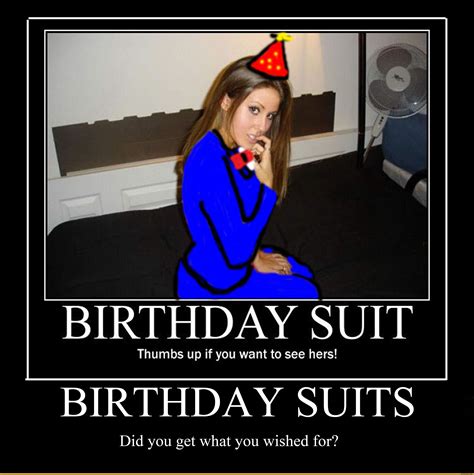 BIRTHDAY SUIT
Thumbs up if you want to see hers!
BIRTHDAY SUITS
Did you get what you wished for?